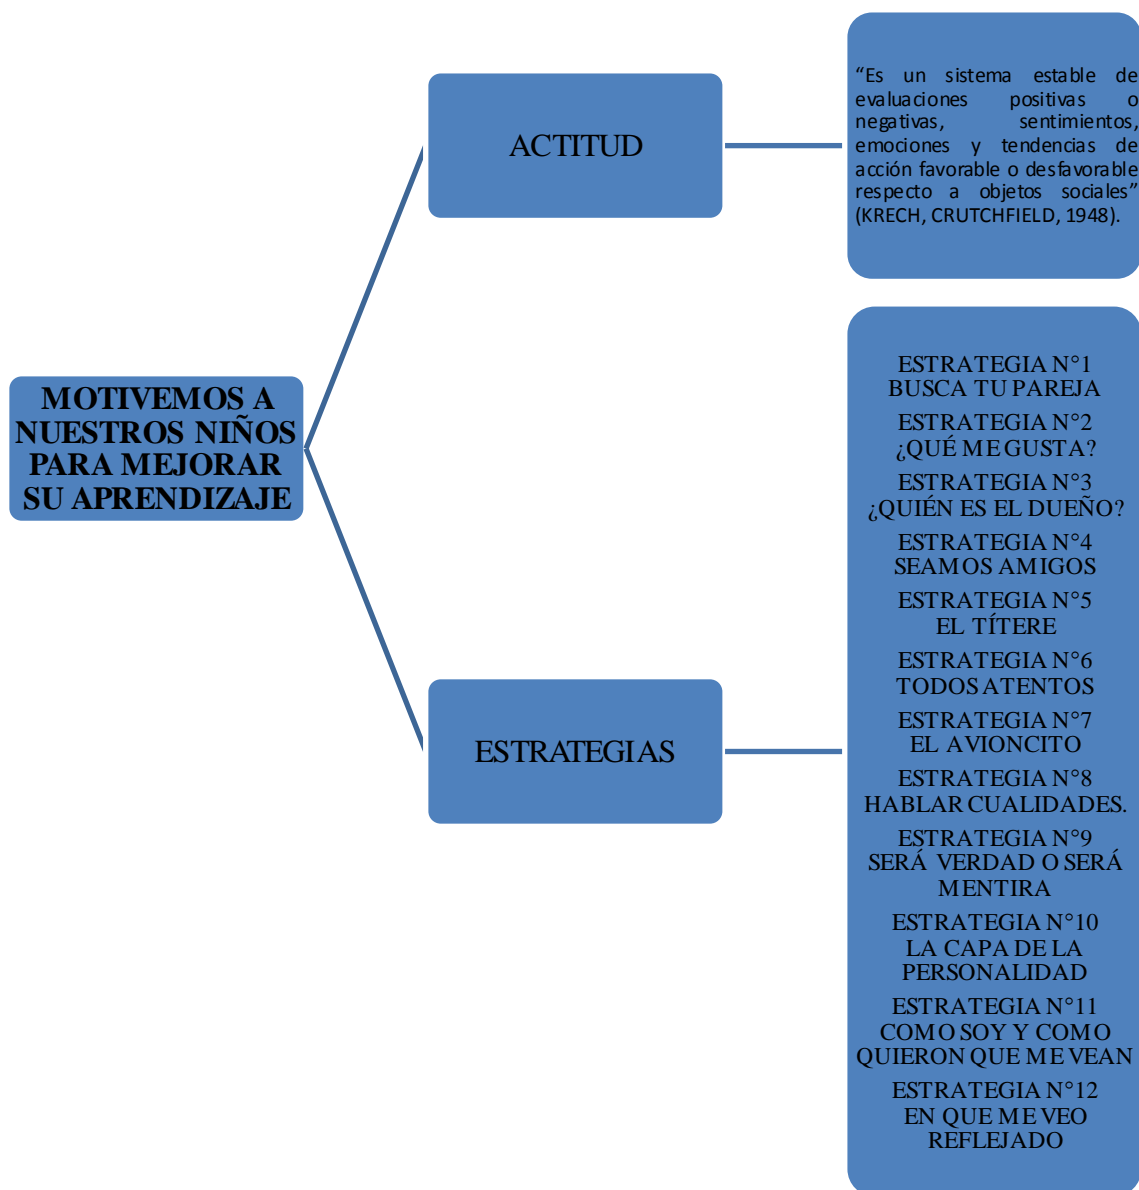 MOTIVEMOS A
NUESTROS NIÑOS
PARA MEJORAR
SU APRENDIZAJE
ACTITUD
“Es un sistema estable de
evaluaciones positivas o
negativas, sentimientos,
emociones y tendencias de
acción favorable o desfavorable
respecto a objetos sociales”
(KRECH, CRUTCHFIELD, 1948).
ESTRATEGIAS
ESTRATEGIA N°1
BUSCA TU PAREJA
ESTRATEGIA N°2
¿QUÉ ME GUSTA?
ESTRATEGIA N°3
¿QUIÉN ES EL DUEÑO?
ESTRATEGIA N°4
SEAMOS AMIGOS
ESTRATEGIA N°5
EL TÍTERE
ESTRATEGIA N°6
TODOS ATENTOS
ESTRATEGIA N°7
EL AVIONCITO
ESTRATEGIA N°8
HABLAR CUALIDADES.
ESTRATEGIA N°9
SERÁ VERDAD O SERÁ
MENTIRA
ESTRATEGIA N°10
LA CAPA DE LA
PERSONALIDAD
ESTRATEGIA N°11
COMO SOY Y COMO
QUIERON QUE ME VEAN
ESTRATEGIA N°12
EN QUE ME VEO
REFLEJADO